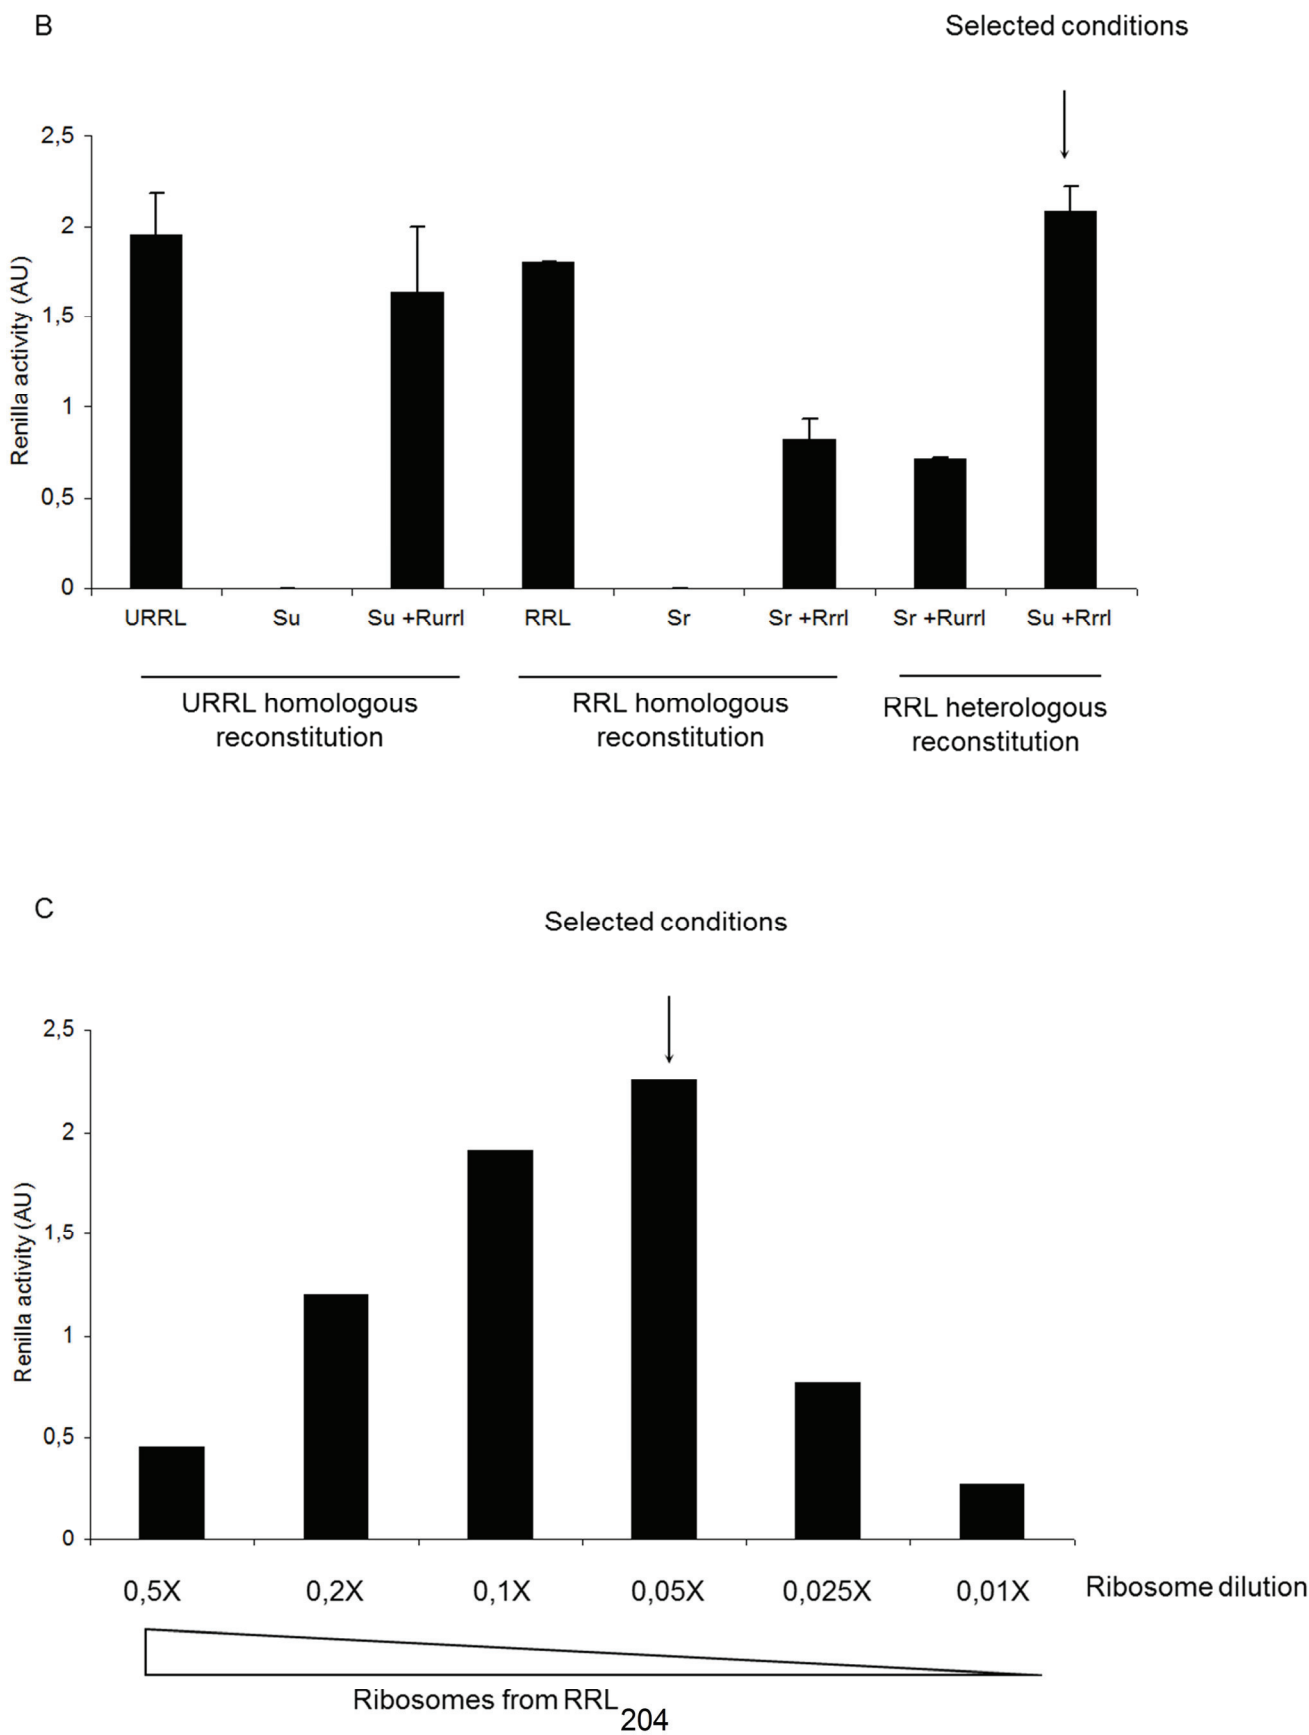 B
Selected conditions
2,5
2
1,5
1
0,5
0
Renilla activity (AU)
URRL Su Su +Rurrl RRL Sr Sr +Rrrl Sr +Rurrl Su +Rrrl
URRL homologous
reconstitution
RRL homologous
reconstitution
RRL heterologous
reconstitution
C
Selected conditions
2,5
2
1,5
1
0,5
0
Renilla activity (AU)
0,5X 0,2X 0,1X 0,05X 0,025X 0,01X Ribosome dilution
Ribosomes from RRL
204